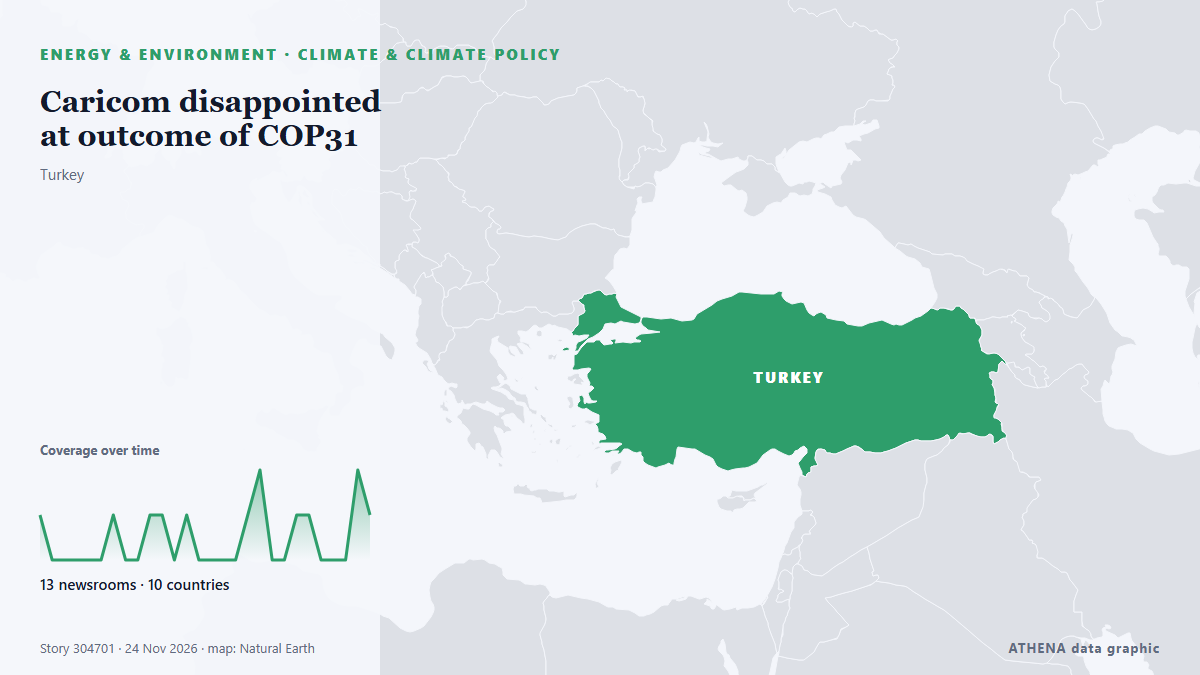 ENERGY & ENVIRONMENT · CLIMATE & CLIMATE POLICY
Caricom disappointed
at outcome of COP31
Turkey
TURKEY
Coverage over time
13 newsrooms · 10 countries
Story 304701 · 24 Nov 2026 · map: Natural Earth
ATHENA data graphic